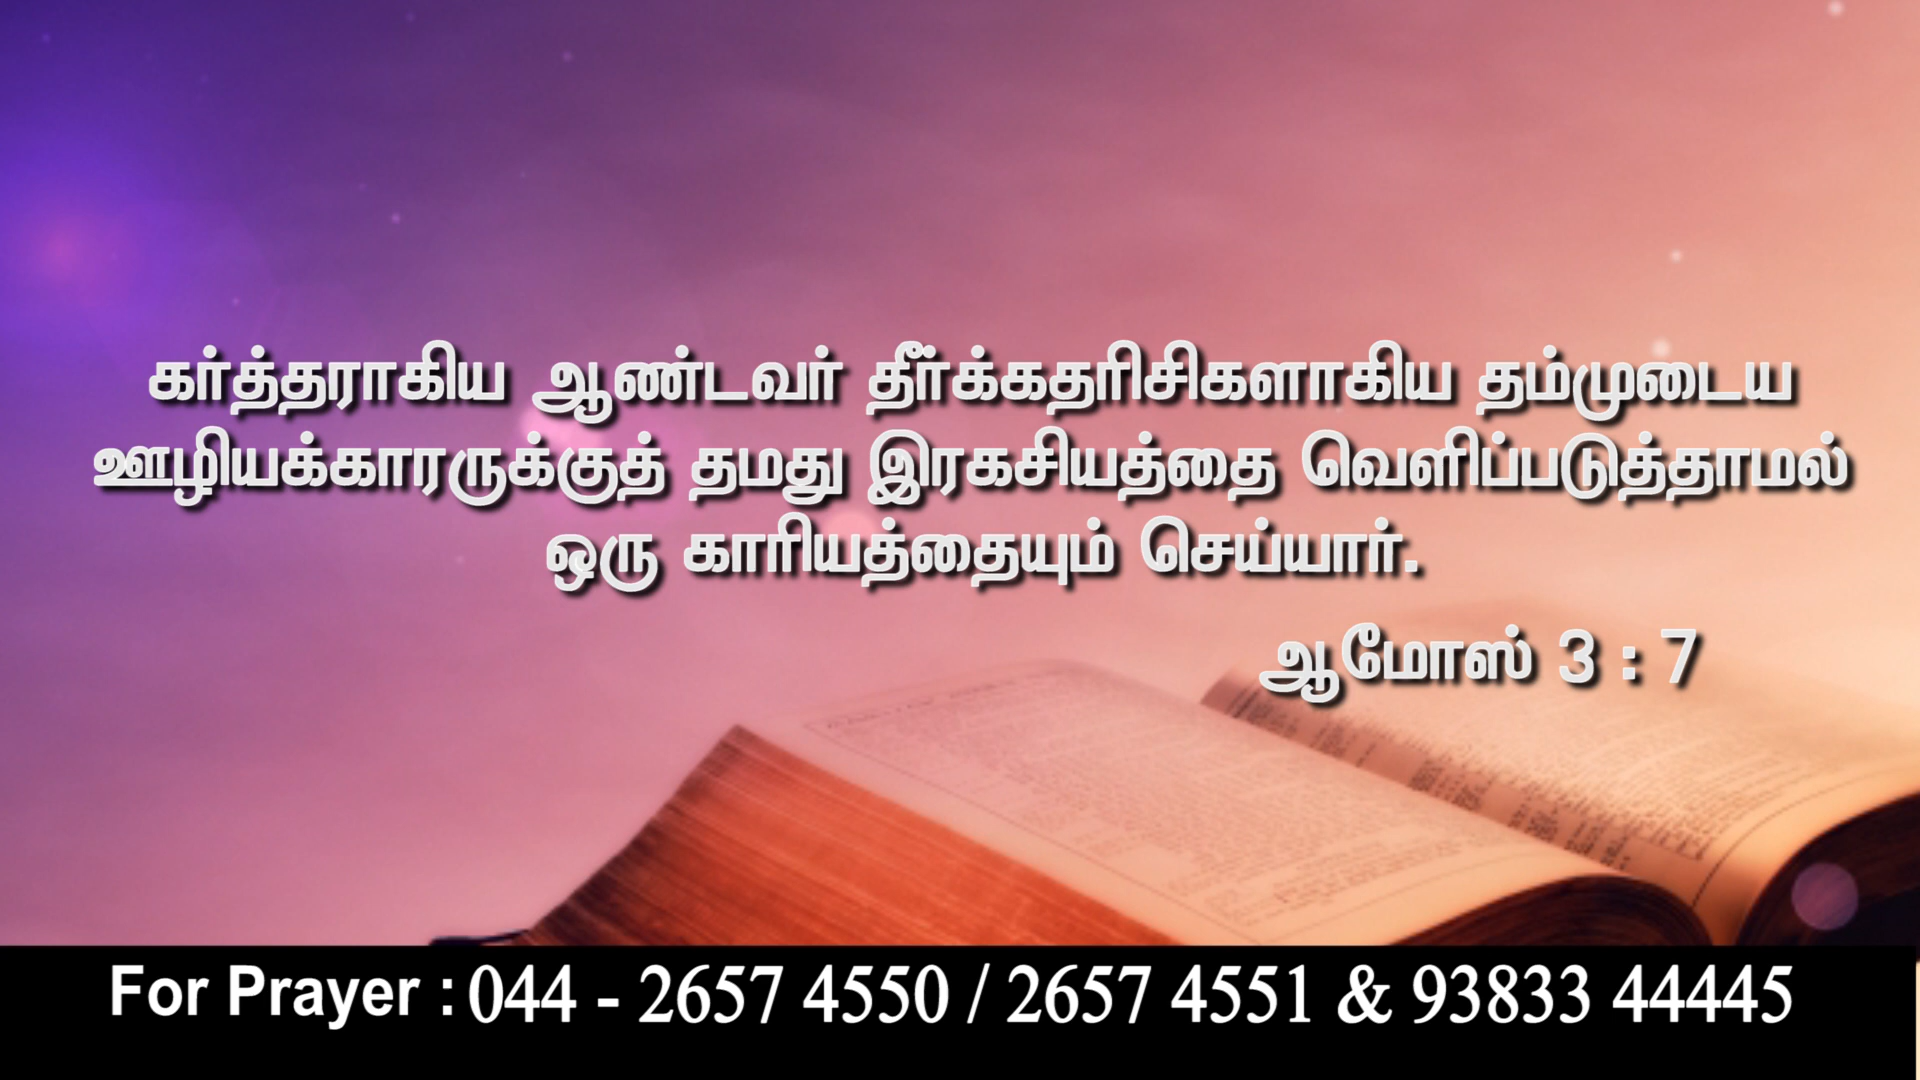 கர்த்தராகிய ஆண்டவர் தீர்க்கதரிசிகளாகிய தம்முடைய
ஊழியக்காரருக்குத் தமது இரகசியத்தை வெளிப்படுத்தாமல்
ஒரு காரியத்தையும் செய்யார்.
ஆமோஸ் 3 : 7
For Prayer : 044 - 2657 4550 / 2657 4551 & 93833 44445